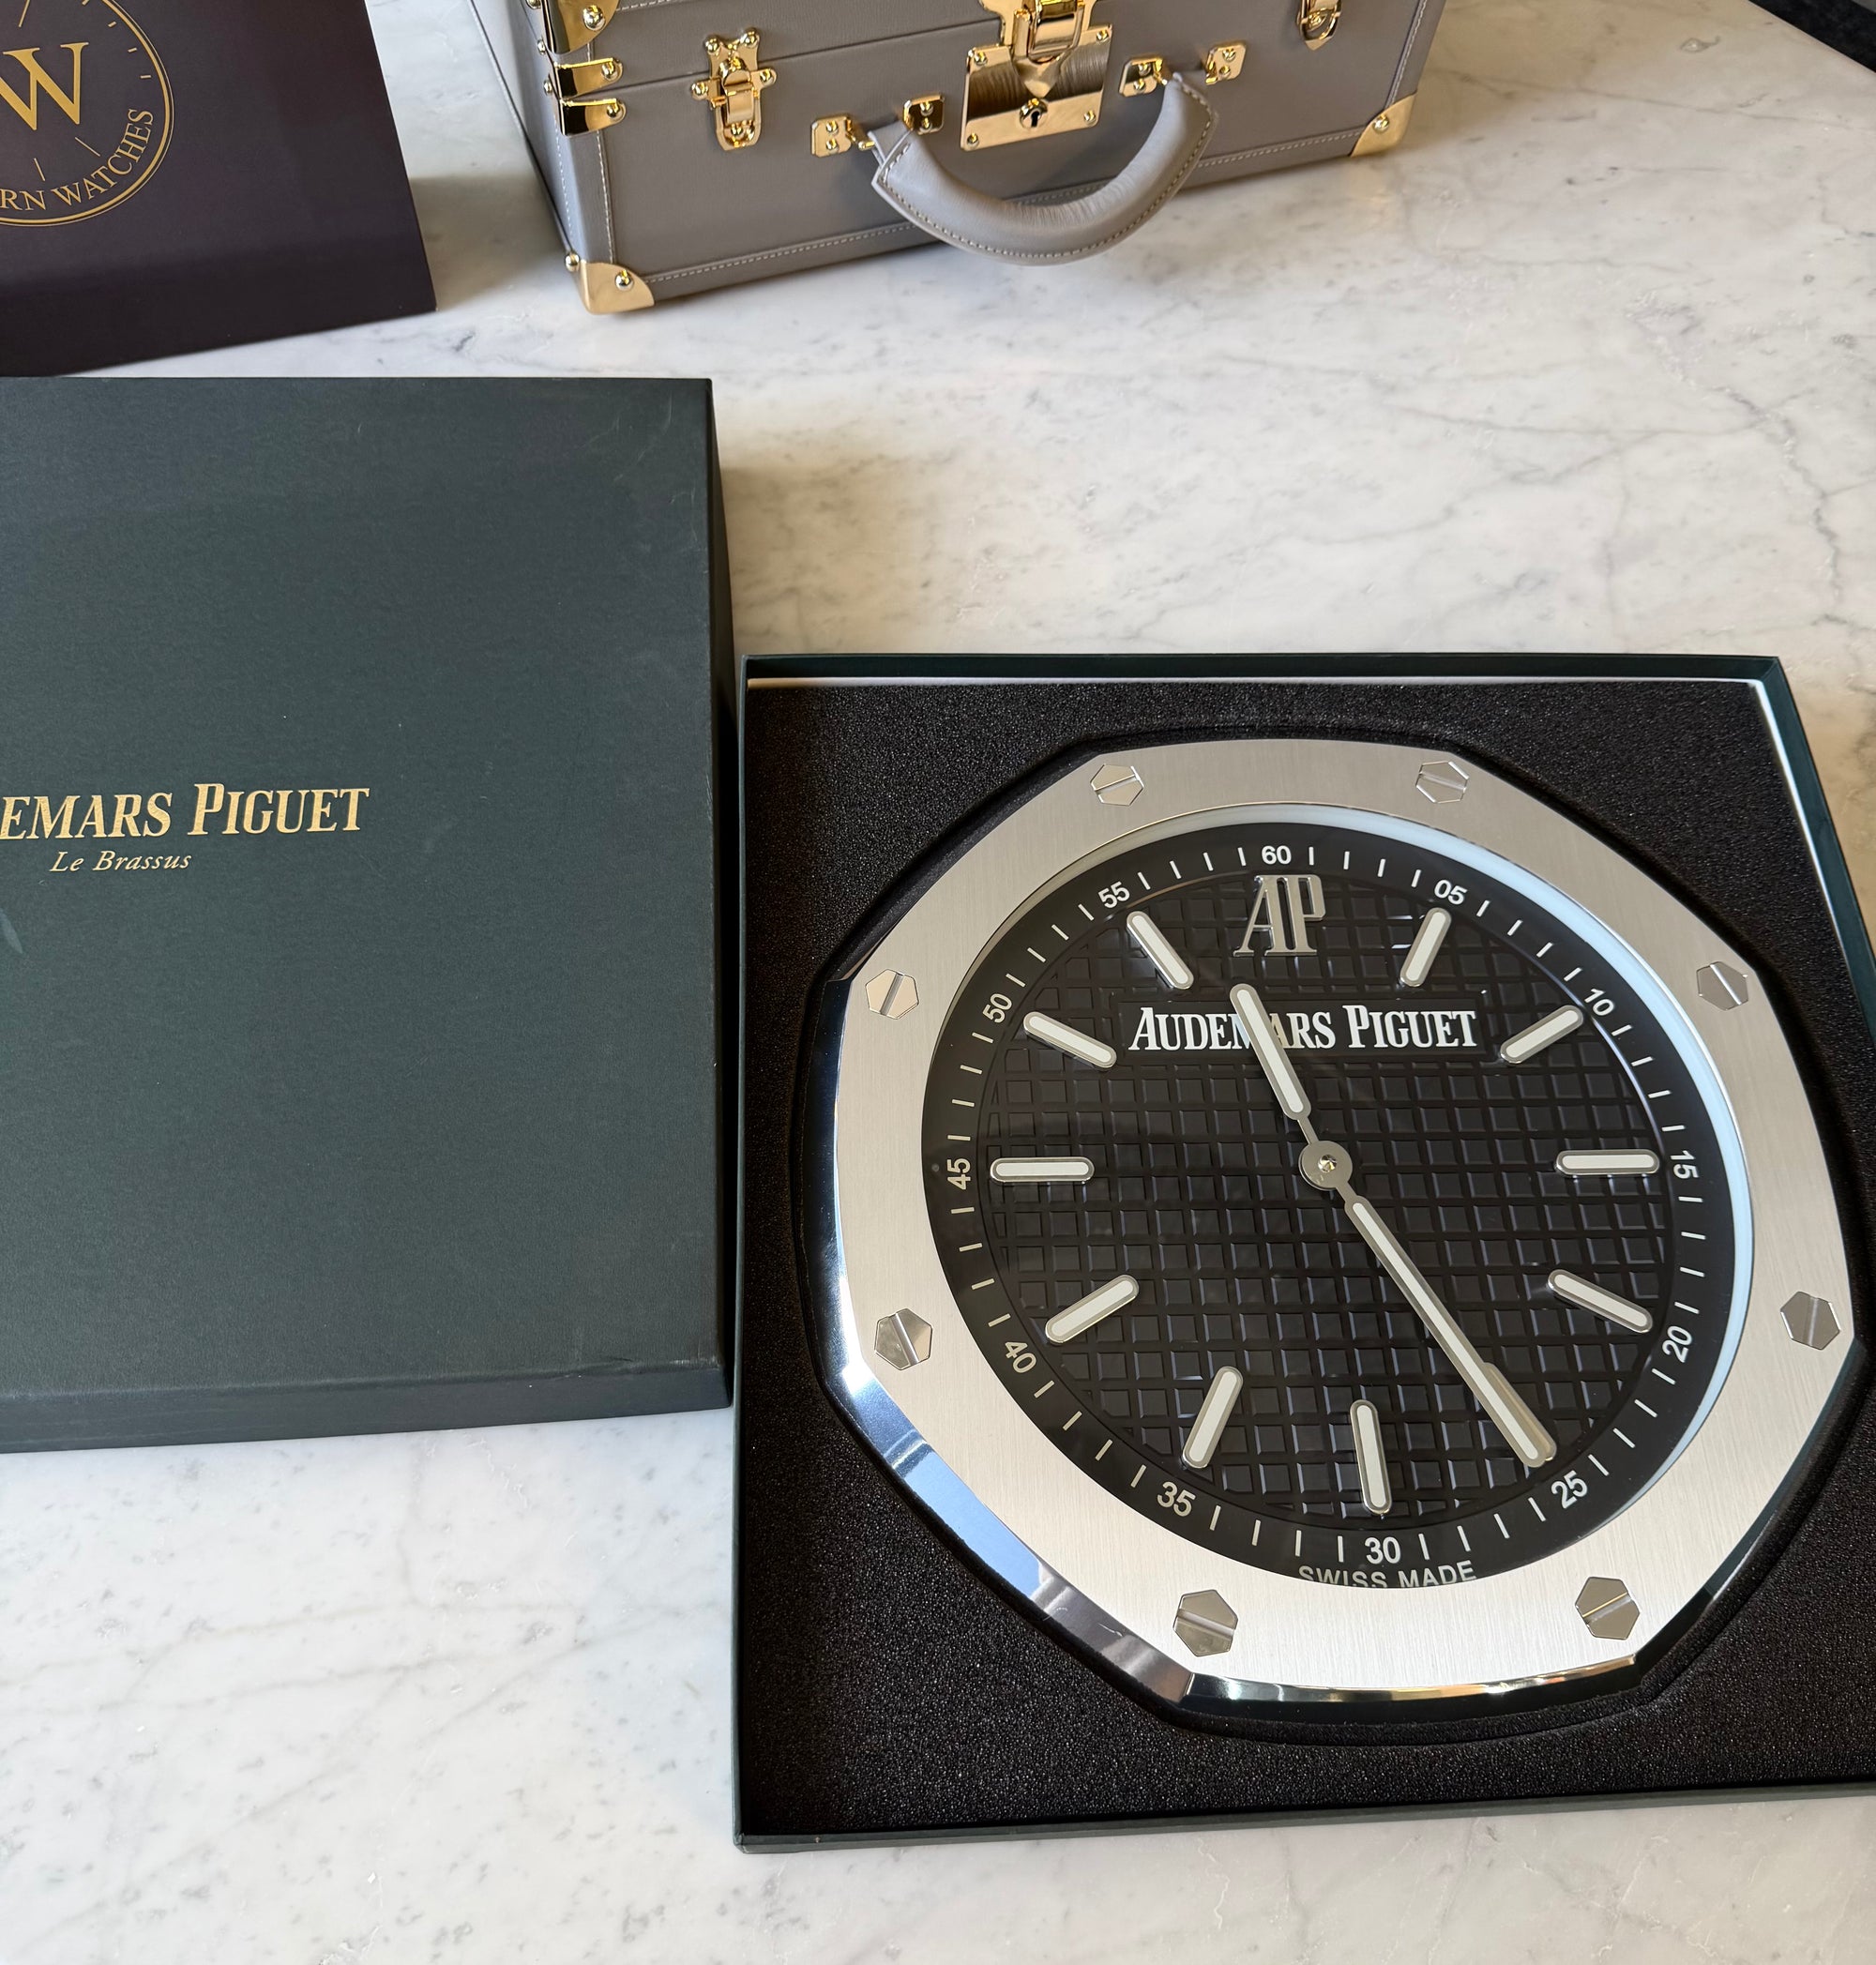 W
RN WATCHES
EMARS PIGUET
Le Brassus
60
05
10
15
20
25
30
35
40
45
50
55
AP
AUDEMARS PIGUET
SWISS MADE